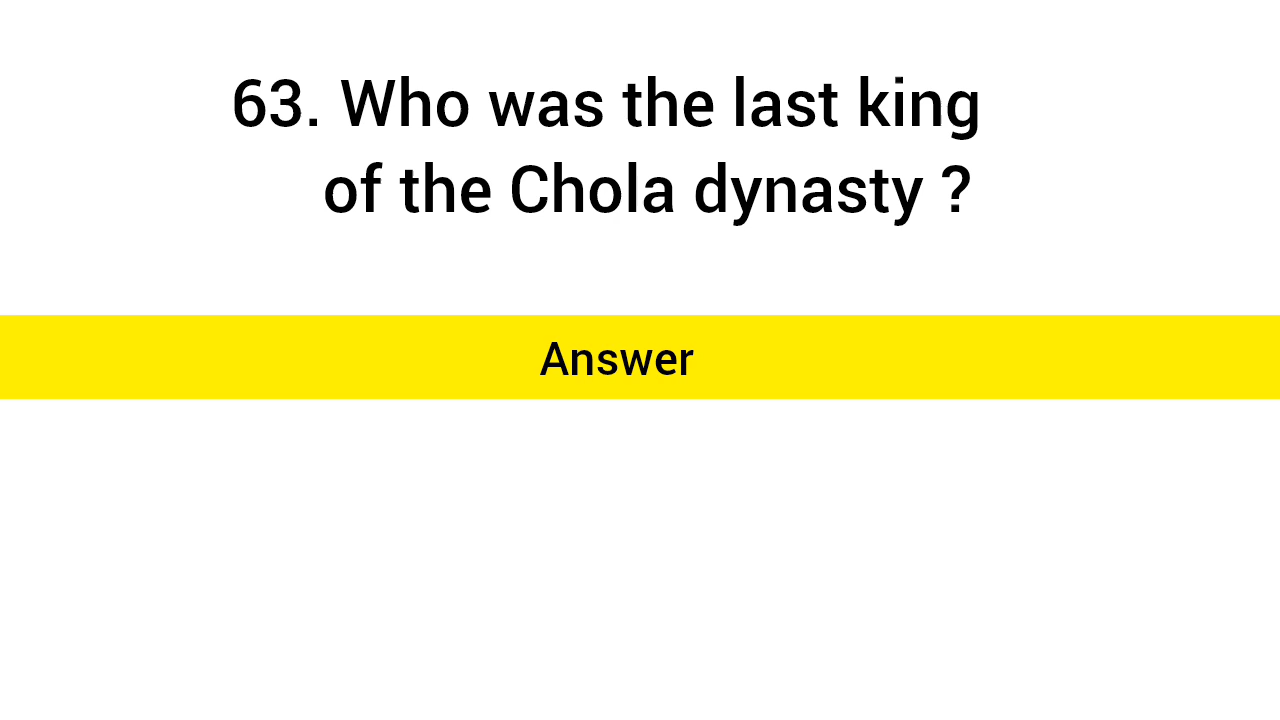 63. Who was the last king
of the Chola dynasty ?
Answer